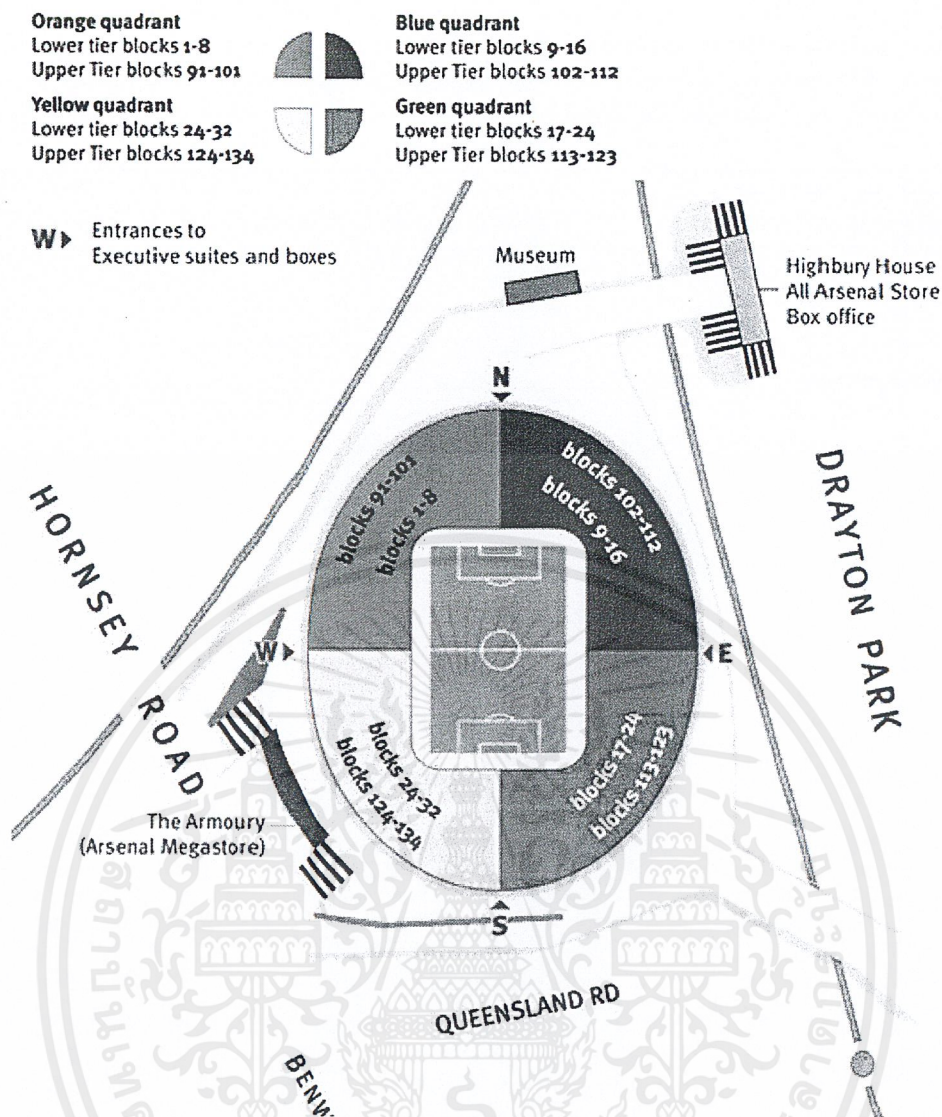 Orange quadrant
Lower tier blocks 1-8
Upper Tier blocks 91-101
Blue quadrant
Lower tier blocks 9-16
Upper Tier blocks 102-112
Yellow quadrant
Lower tier blocks 24-32
Upper Tier blocks 124-134
Green quadrant
Lower tier blocks 17-24
Upper Tier blocks 113-123
W
Entrances to
Executive suites and boxes
Museum
Highbury House
All Arsenal Store
Box office
N
blocks 91-101
blocks 1-8
blocks 102-112
blocks 9-16
HORNSEY
ROAD
DRAYTON PARK
W
E
blocks 24-32
blocks 124-134
blocks 17-24
blocks 113-123
The Armoury
(Arsenal Megastore)
S
QUEENSLAND RD